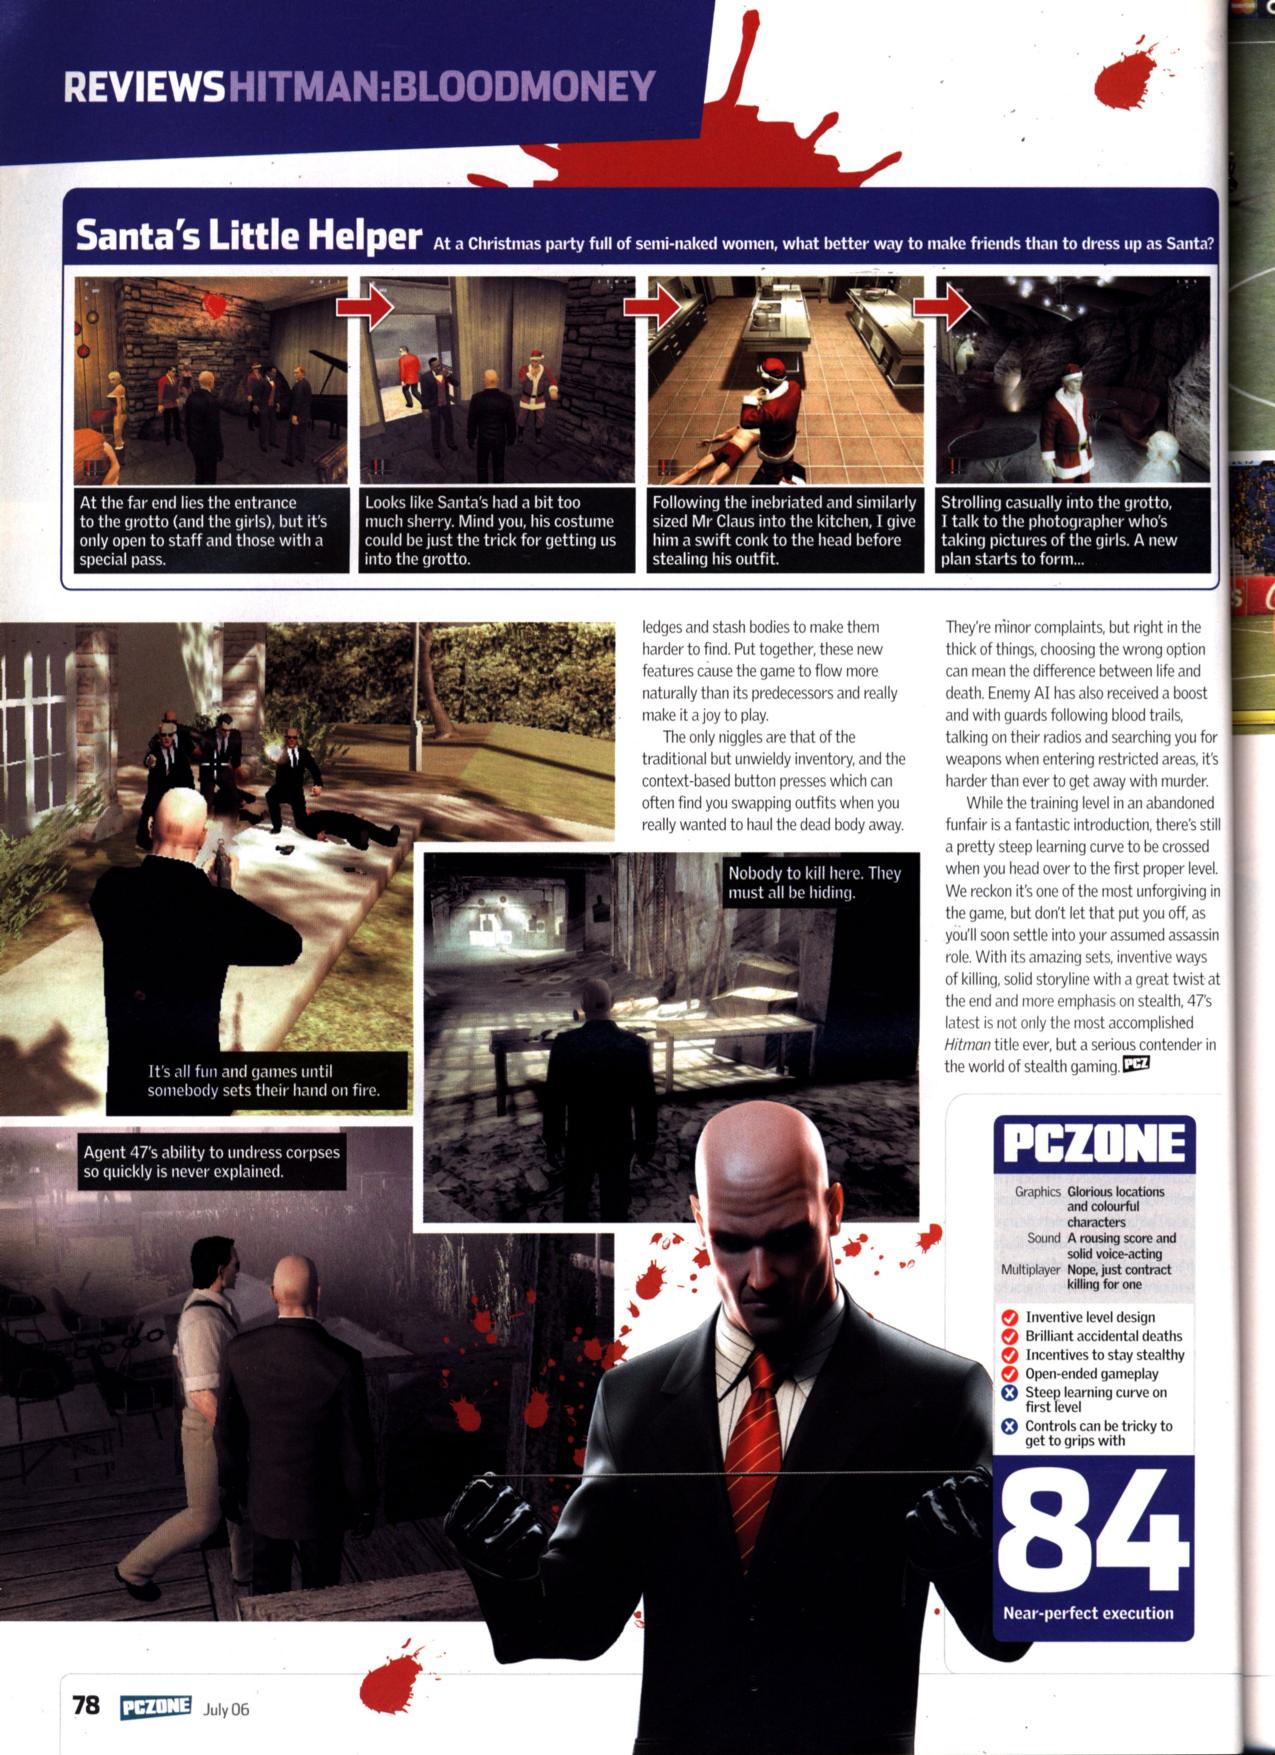 REVIEWS HITMAN:BLOODMONEY
Santa's Little Helper At a Christmas party full of semi-naked women, what better way to make friends than to dress up as Santa?
At the far end lies the entrance
to the grotto (and the girls), but it's
only open to staff and those with a
special pass.
Looks like Santa's had a bit too
much sherry. Mind you, his costume
could be just the trick for getting us
into the grotto.
Following the inebriated and similarly
sized Mr Claus into the kitchen, I give
him a swift conk to the head before
stealing his outfit.
Strolling casually into the grotto,
I talk to the photographer who's
taking pictures of the girls. A new
plan starts to form...
It's all fun and games until
somebody sets their hand on fire.
Agent 47's ability to undress corpses
so quickly is never explained.
ledges and stash bodies to make them
harder to find. Put together, these new
features cause the game to flow more
naturally than its predecessors and really
make it a joy to play.
The only niggles are that of the
traditional but unwieldy inventory, and the
context-based button presses which can
often find you swapping outfits when you
really wanted to haul the dead body away.
Nobody to kill here. They
must all be hiding.
They're minor complaints, but right in the
thick of things, choosing the wrong option
can mean the difference between life and
death. Enemy AI has also received a boost
and with guards following blood trails,
talking on their radios and searching you for
weapons when entering restricted areas, it's
harder than ever to get away with murder.
While the training level in an abandoned
funfair is a fantastic introduction, there's still
a pretty steep learning curve to be crossed
when you head over to the first proper level.
We reckon it's one of the most unforgiving in
the game, but don't let that put you off, as
you'll soon settle into your assumed assassin
role. With its amazing sets, inventive ways
of killing, solid storyline with a great twist at
the end and more emphasis on stealth, 47's
latest is not only the most accomplished
Hitman title ever, but a serious contender in
the world of stealth gaming. PCZ
PCZONE
Graphics Glorious locations
and colourful
characters
Sound A rousing score and
solid voice-acting
Multiplayer Nope, just contract
killing for one
Inventive level design
Brilliant accidental deaths
Incentives to stay stealthy
Open-ended gameplay
Steep learning curve on
first level
Controls can be tricky to
get to grips with
84
Near-perfect execution
78 PCZONE July 06